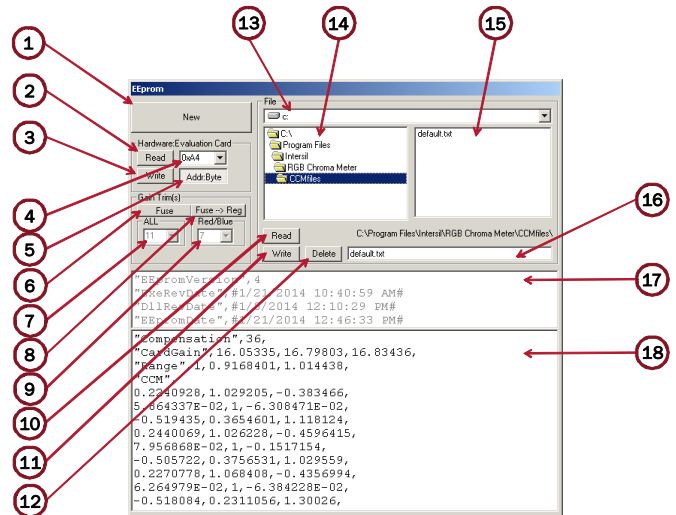 13
14
15
1
EEprom
2
New
File
c:
3
Hardware:Evaluation Card
C:\
default.txt
Read
0xA4
Program Files
Intersil
Write
Addr:Byte
RGB Chroma Meter
CCMfiles
4
Gain Trim(s)
16
Fuse
Fuse -> Reg
5
ALL
Red/Blue
11
7
Read
C:\Program Files\Intersil\RGB Chroma Meter\CCMfiles\
6
Write
Delete
default.txt
17
7
"EEpromVersion",4
"ExeRevDate",#1/21/2014 10:40:59 AM#
8
"DllRevDate",#1/6/2014 12:10:29 PM#
"EEpromDate",#1/21/2014 12:46:33 PM#
9
"Compensation",36,
18
"CardGain",16.05335,16.79803,16.83436,
"Range",1,0.9168401,1.014438,
10
"CCM"
0.2240928,1.029205,-0.383466,
5.864337E-02,1,-6.308471E-02,
11
-0.519435,0.3654601,1.118124,
0.2440069,1.026228,-0.4596415,
7.956868E-02,1,-0.1517154,
12
-0.505722,0.3756531,1.029559,
0.2270778,1.068408,-0.4356994,
6.264979E-02,1,-6.384228E-02,
-0.518084,0.2311056,1.30026,